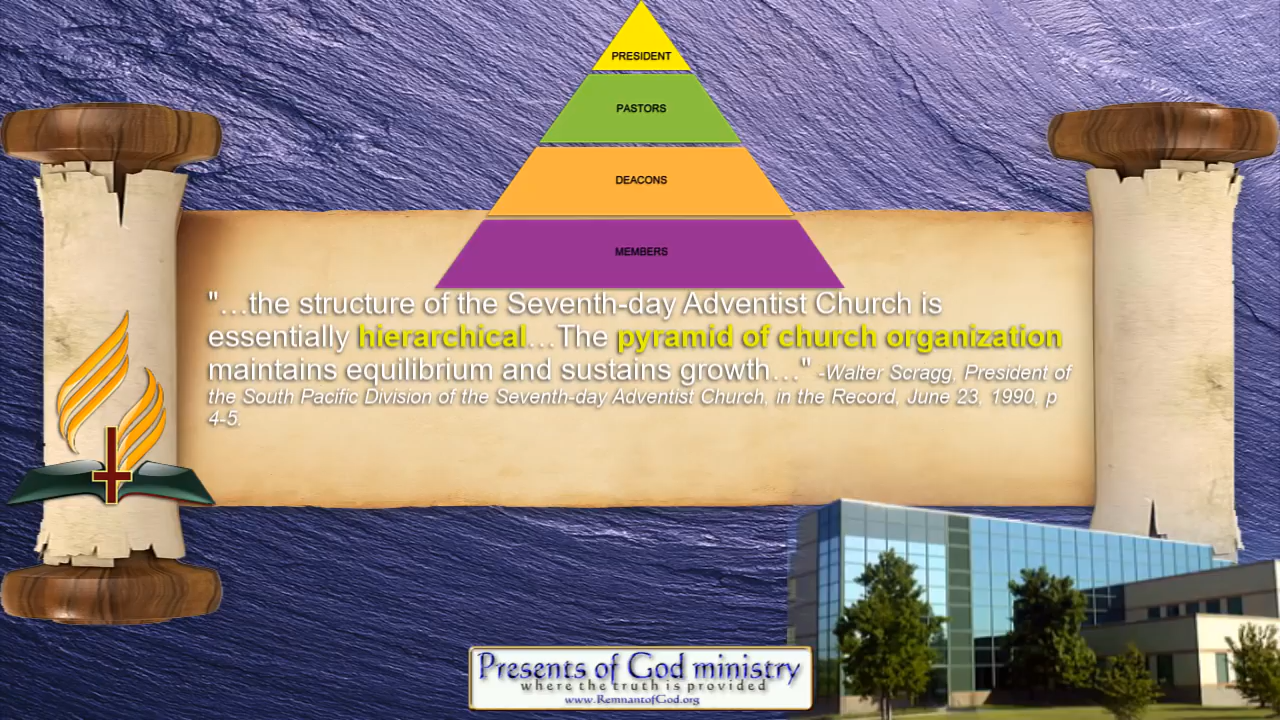 PRESIDENT
PASTORS
DEACONS
MEMBERS
"…the structure of the Seventh-day Adventist Church is
essentially hierarchical…The pyramid of church organization
maintains equilibrium and sustains growth…" -Walter Scragg, President of
the South Pacific Division of the Seventh-day Adventist Church, in the Record, June 23, 1990, p
4-5.
Presents of God ministry
where the truth is provided
www.RemnantofGod.org